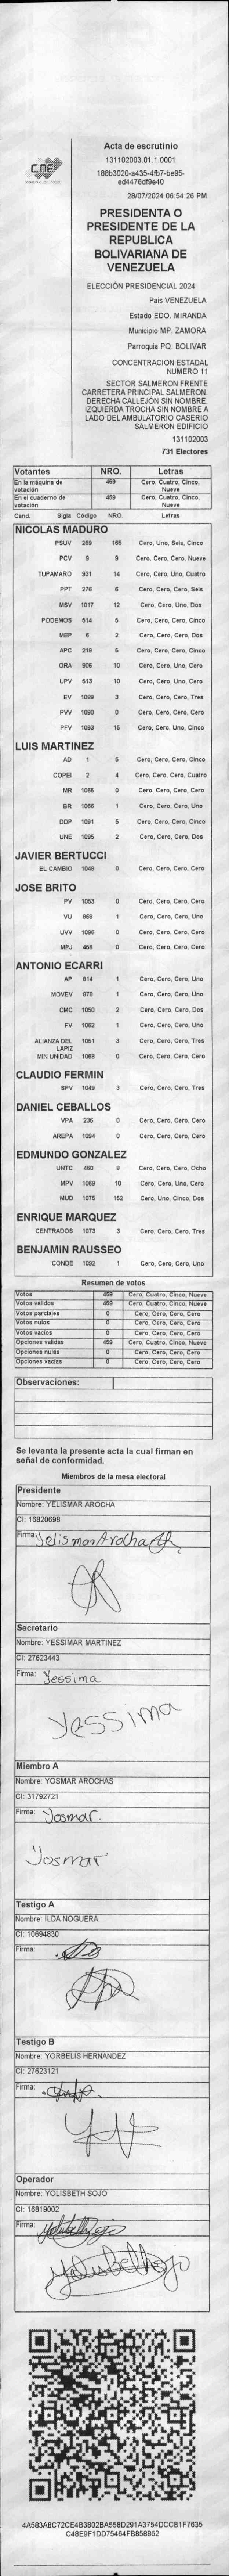 CNE
Acta de escrutinio
131102003.01.1.0001
188b3020-a435-4fb7-be95-
ed4476df9e40
28/07/2024 06:54:26 PM
PRESIDENTA O
PRESIDENTE DE LA
REPUBLICA
BOLIVARIANA DE
VENEZUELA
ELECCIÓN PRESIDENCIAL 2024
Pais VENEZUELA
Estado EDO. MIRANDA
Municipio MP. ZAMORA
Parroquia PQ. BOLIVAR
CONCENTRACION ESTADAL
NUMERO 11
SECTOR SALMERON FRENTE
CARRETERA PRINCIPAL SALMERON.
DERECHA CALLEJÓN SIN NOMBRE.
IZQUIERDA TROCHA SIN NOMBRE A
LADO DEL AMBULATORIO CASERIO
SALMERON EDIFICIO
131102003
731 Electores
Votantes NRO. Letras
En la máquina de votación 469 Cero, Cuatro, Cinco, Nueve
En el cuaderno de votación 459 Cero, Cuatro, Cinco, Nueve
Cand. Sigla Código NRO. Letras
NICOLAS MADURO
PSUV 269 165 Cero, Uno, Seis, Cinco
PCV 9 9 Cero, Cero, Cero, Nueve
TUPAMARO 931 14 Cero, Cero, Uno, Cuatro
PPT 276 6 Cero, Cero, Cero, Seis
MSV 1017 12 Cero, Cero, Uno, Dos
PODEMOS 514 5 Cero, Cero, Cero, Cinco
MEP 6 2 Cero, Cero, Cero, Dos
APC 219 5 Cero, Cero, Cero, Cinco
ORA 906 10 Cero, Cero, Uno, Cero
UPV 513 10 Cero, Cero, Uno, Cero
EV 1089 3 Cero, Cero, Cero, Tres
PVV 1090 0 Cero, Cero, Cero, Cero
PFV 1093 15 Cero, Cero, Uno, Cinco
LUIS MARTINEZ
AD 1 5 Cero, Cero, Cero, Cinco
COPEI 2 4 Cero, Cero, Cero, Cuatro
MR 1065 0 Cero, Cero, Cero, Cero
BR 1066 1 Cero, Cero, Cero, Uno
DDP 1091 5 Cero, Cero, Cero, Cinco
UNE 1095 2 Cero, Cero, Cero, Dos
JAVIER BERTUCCI
EL CAMBIO 1048 0 Cero, Cero, Cero, Cero
JOSE BRITO
PV 1053 0 Cero, Cero, Cero, Cero
VU 968 1 Cero, Cero, Cero, Uno
UVV 1096 0 Cero, Cero, Cero, Cero
MPJ 458 0 Cero, Cero, Cero, Cero
ANTONIO ECARRI
AP 814 1 Cero, Cero, Cero, Uno
MOVEV 978 1 Cero, Cero, Cero, Uno
CMC 1050 2 Cero, Cero, Cero, Dos
FV 1062 1 Cero, Cero, Cero, Uno
ALIANZA DEL LAPIZ 1051 3 Cero, Cero, Cero, Tres
MIN UNIDAD 1068 0 Cero, Cero, Cero, Cero
CLAUDIO FERMIN
SPV 1049 3 Cero, Cero, Cero, Tres
DANIEL CEBALLOS
VPA 236 0 Cero, Cero, Cero, Cero
AREPA 1094 0 Cero, Cero, Cero, Cero
EDMUNDO GONZALEZ
UNTC 460 8 Cero, Cero, Cero, Ocho
MPV 1069 10 Cero, Cero, Uno, Cero
MUD 1075 152 Cero, Uno, Cinco, Dos
ENRIQUE MARQUEZ
CENTRADOS 1073 3 Cero, Cero, Cero, Tres
BENJAMIN RAUSSEO
CONDE 1092 1 Cero, Cero, Cero, Uno
Resumen de votos
Votos 459 Cero, Cuatro, Cinco, Nueve
Votos validos 459 Cero, Cuatro, Cinco, Nueve
Votos parciales 0 Cero, Cero, Cero, Cero
Votos nulos 0 Cero, Cero, Cero, Cero
Votos vacios 0 Cero, Cero, Cero, Cero
Opciones validas 459 Cero, Cuatro, Cinco, Nueve
Opciones nulas 0 Cero, Cero, Cero, Cero
Opciones vacias 0 Cero, Cero, Cero, Cero
Observaciones:
Se levanta la presente acta la cual firman en
señal de conformidad.
Miembros de la mesa electoral
Presidente
Nombre: YELISMAR AROCHA
CI: 16820698
Firma: Yelismar Arocha
Secretario
Nombre: YESSIMAR MARTINEZ
CI: 27623443
Firma: Yessima
Yessima
Miembro A
Nombre: YOSMAR AROCHAS
CI: 31792721
Firma: Yosmar.
Yosmar
Testigo A
Nombre: ILDA NOGUERA
CI: 10694830
Firma:
Testigo B
Nombre: YORBELIS HERNANDEZ
CI: 27623121
Firma:
Operador
Nombre: YOLISBETH SOJO
CI: 16819002
Firma:
4A583A8C72CE4B3802BA558D291A3754DCCB1F7635
C48E9F1DD75464FB858862